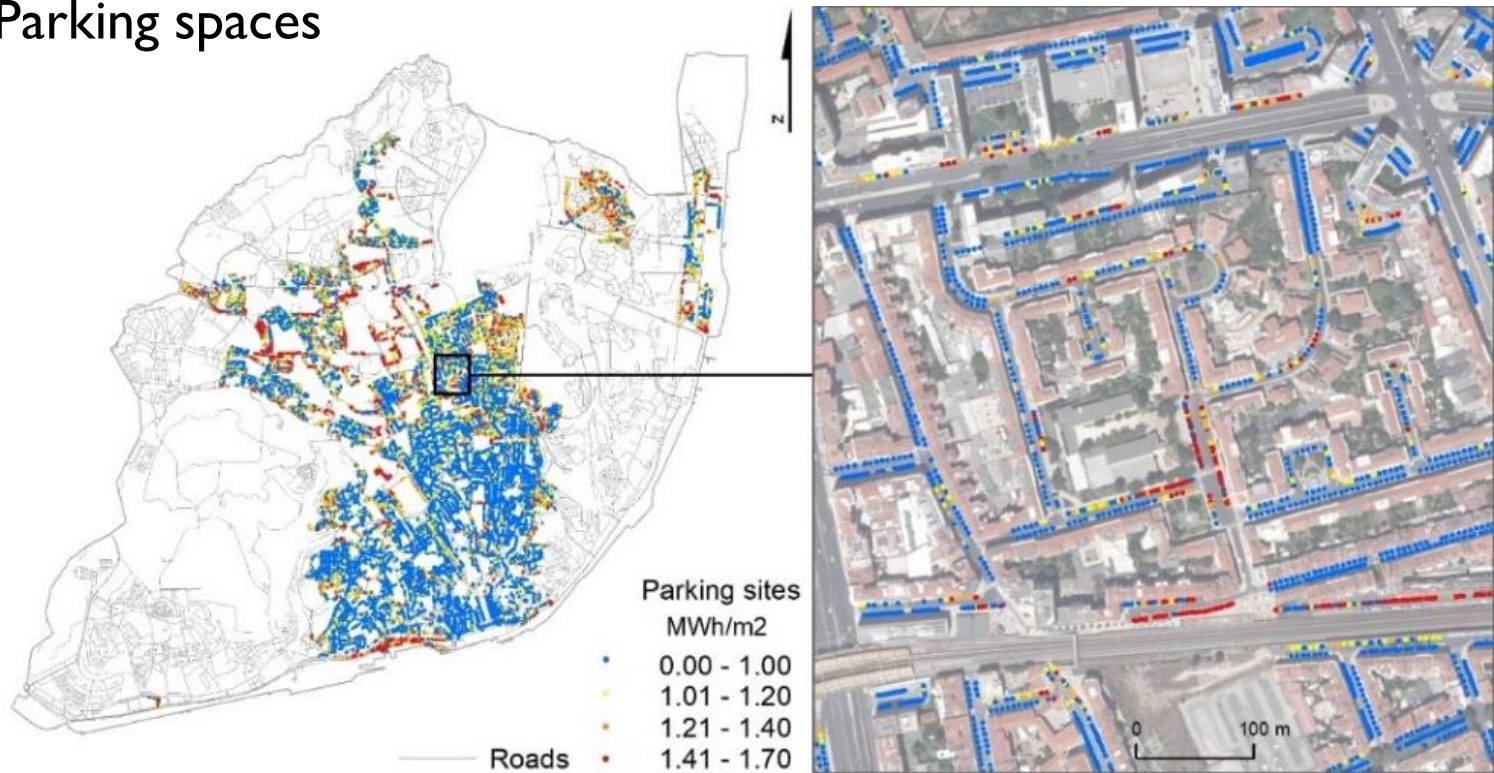 Parking spaces
N
Parking sites
MWh/m2
0.00 - 1.00
1.01 - 1.20
1.21 - 1.40
1.41 - 1.70
Roads
0 100 m